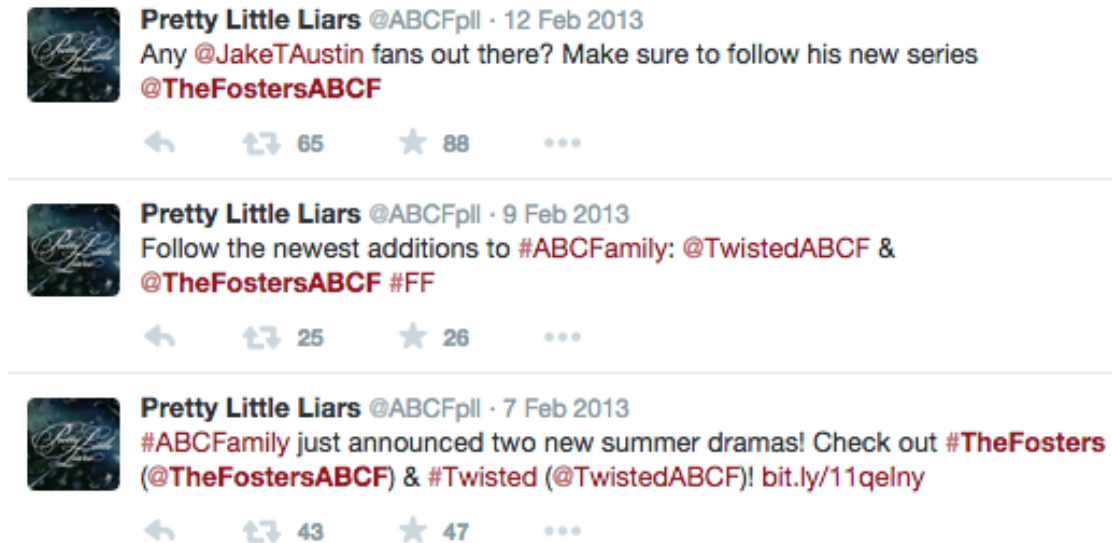 Pretty Little Liars @ABCFpll · 12 Feb 2013
Any @JakeTAustin fans out there? Make sure to follow his new series
@TheFostersABCF
65 88
Pretty Little Liars @ABCFpll · 9 Feb 2013
Follow the newest additions to #ABCFamily: @TwistedABCF &
@TheFostersABCF #FF
25 26
Pretty Little Liars @ABCFpll · 7 Feb 2013
#ABCFamily just announced two new summer dramas! Check out #TheFosters
(@TheFostersABCF) & #Twisted (@TwistedABCF)! bit.ly/11qelny
43 47